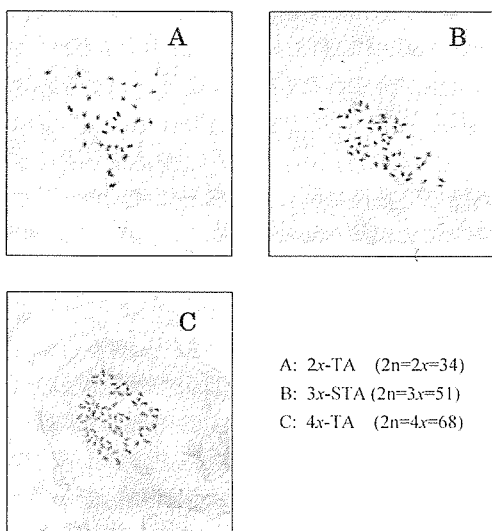 A
B
C
A: 2x-TA (2n=2x=34)
B: 3x-STA (2n=3x=51)
C: 4x-TA (2n=4x=68)